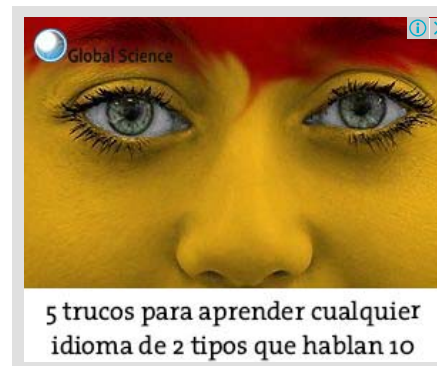 Global Science
5 trucos para aprender cualquier
idioma de 2 tipos que hablan 10